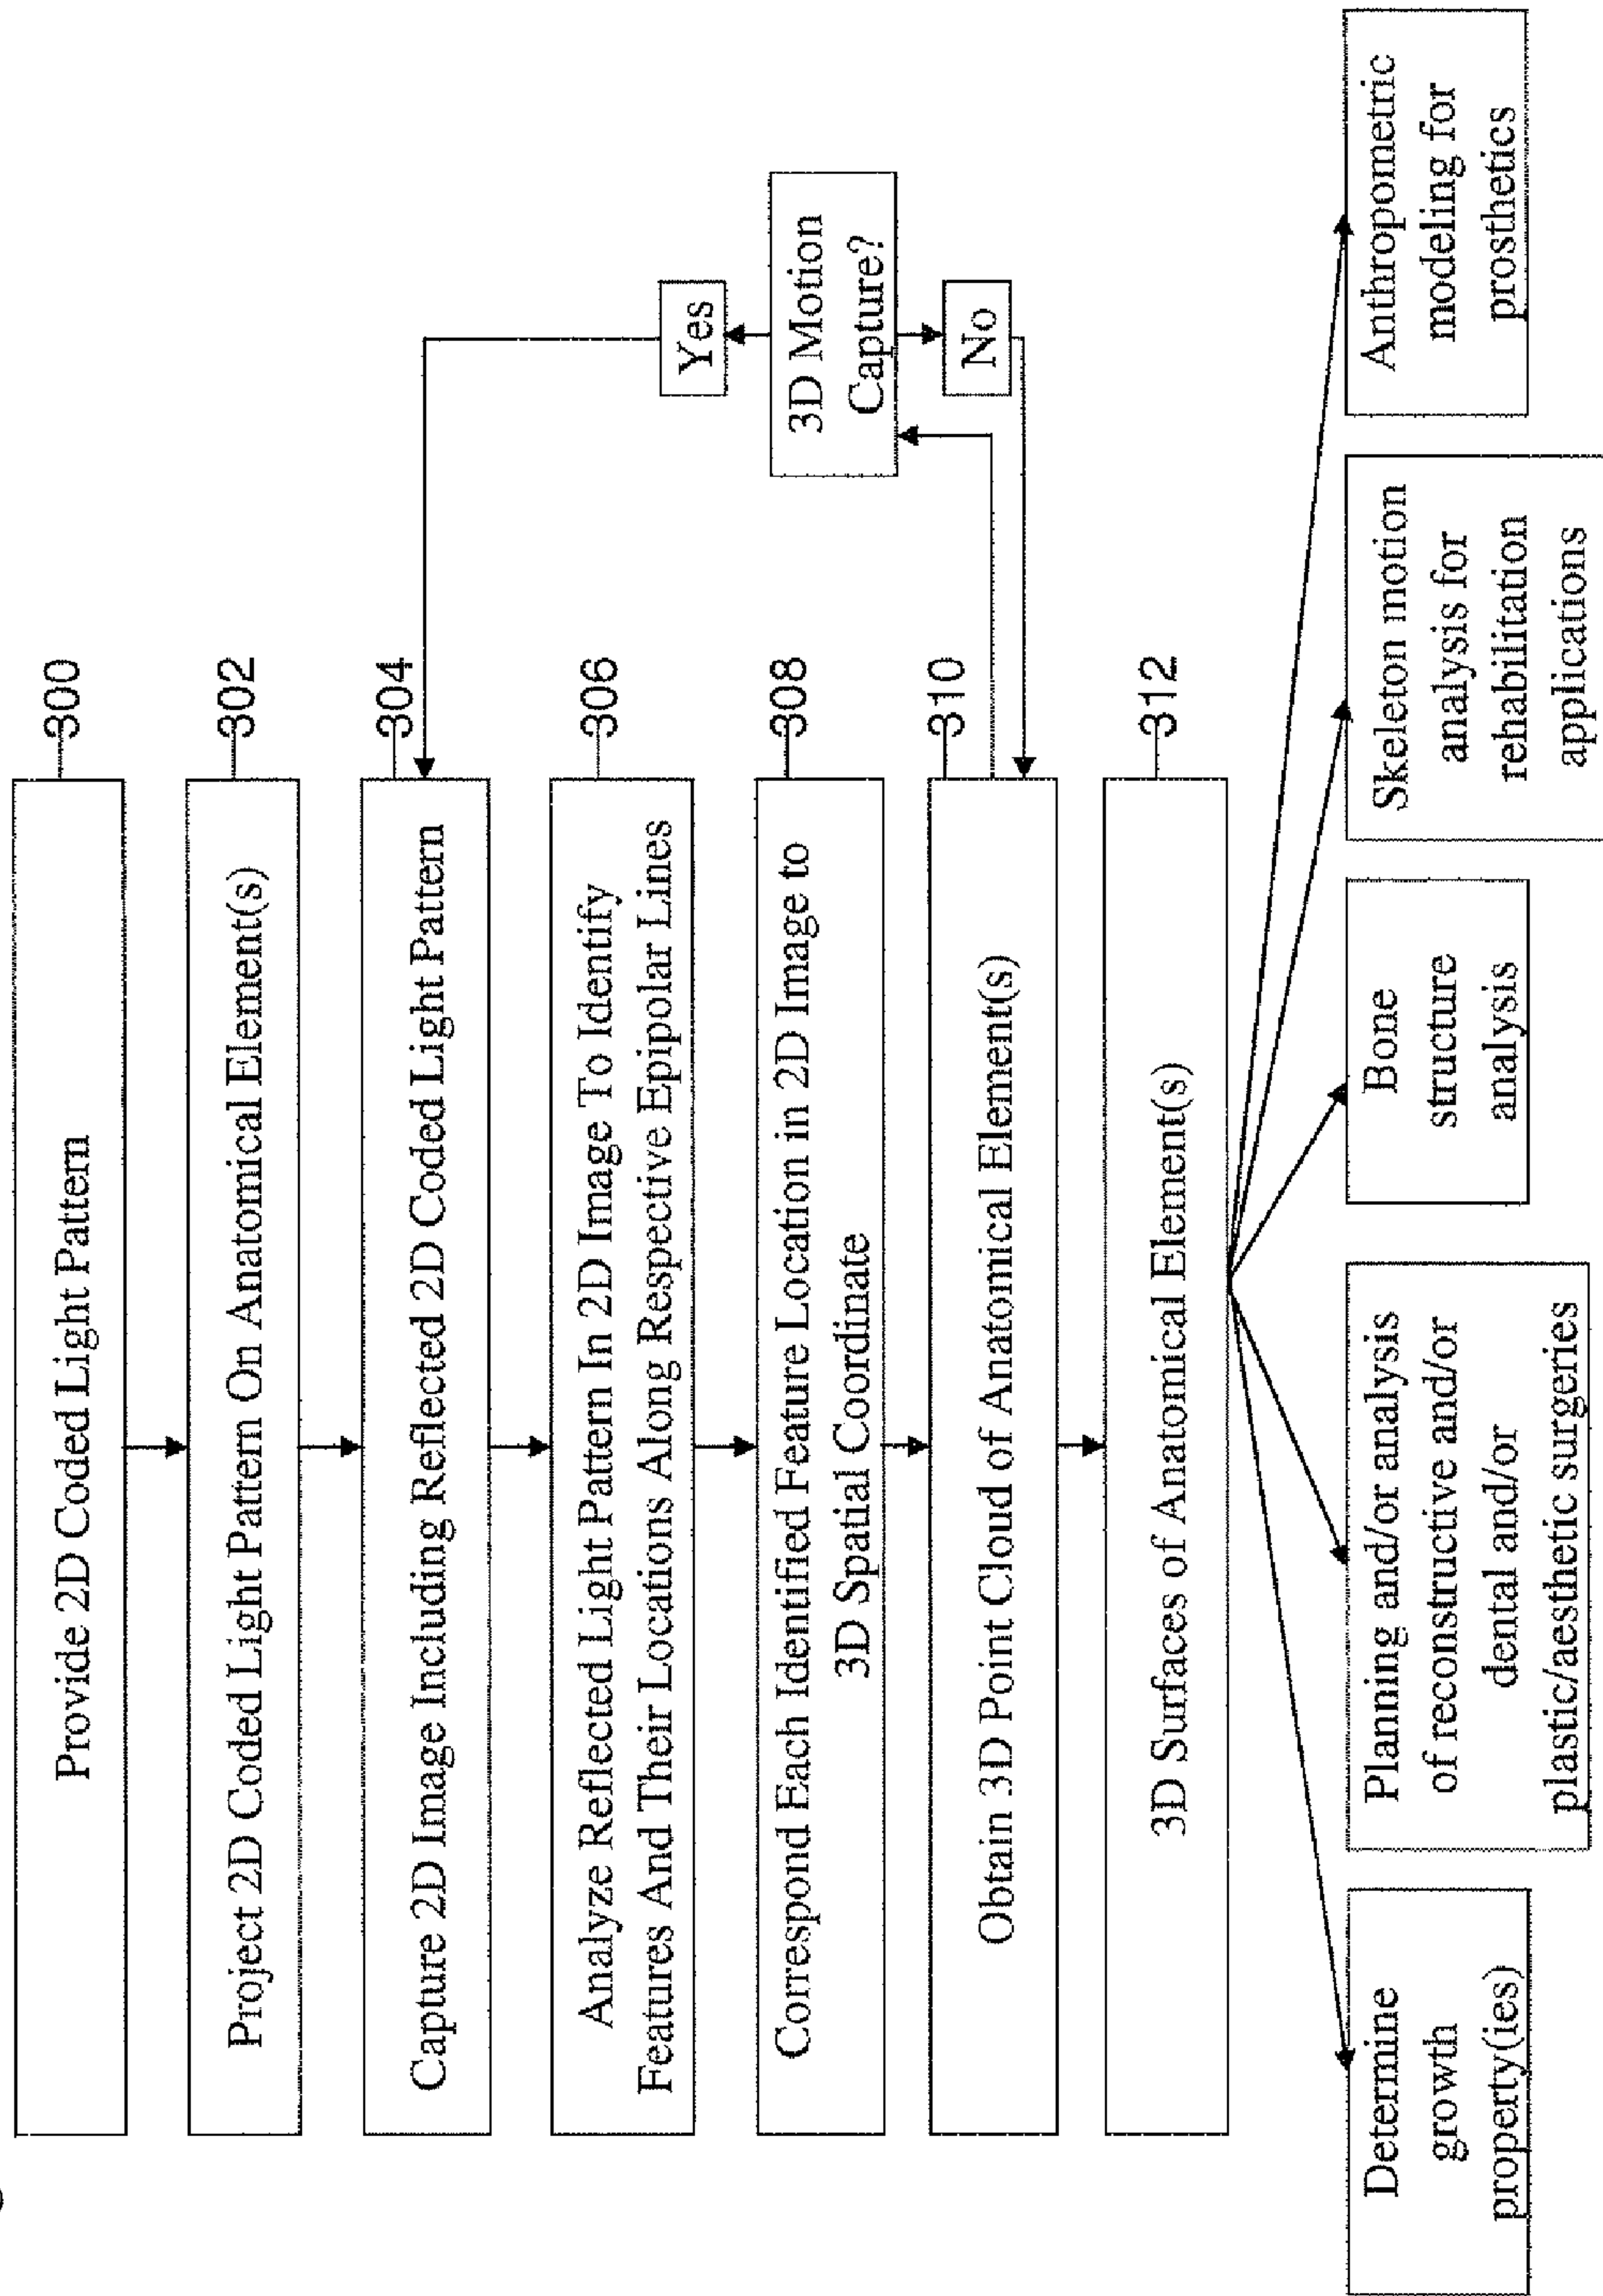 Provide 2D Coded Light Pattern
300
Project 2D Coded Light Pattern On Anatomical Element(s)
302
Capture 2D Image Including Reflected 2D Coded Light Pattern
304
Analyze Reflected Light Pattern In 2D Image To Identify
Features And Their Locations Along Respective Epipolar Lines
306
Correspond Each Identified Feature Location in 2D Image to
3D Spatial Coordinate
308
Obtain 3D Point Cloud of Anatomical Element(s)
310
3D Surfaces of Anatomical Element(s)
312
Yes
3D Motion
Capture?
No
Determine
growth
property(ies)
Planning and/or analysis
of reconstructive and/or
dental and/or
plastic/aesthetic surgeries
Bone
structure
analysis
Skeleton motion
analysis for
rehabilitation
applications
Anthropometric
modeling for
prosthetics